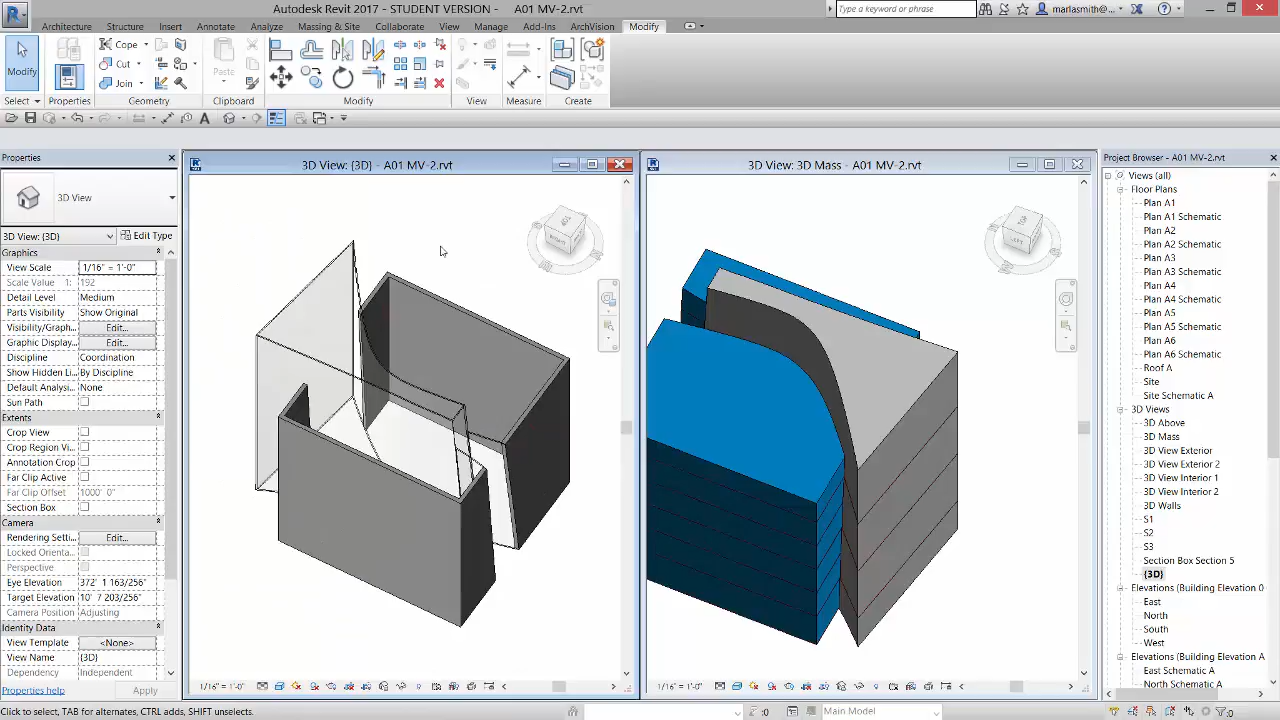 Autodesk Revit 2017 - STUDENT VERSION - A01 MV-2.rvt
Type a keyword or phrase
mariasmith@...
Architecture Structure Insert Annotate Analyze Massing & Site Collaborate View Manage Add-Ins ArchVision Modify
Modify
Properties
Cope
Cut
Join
Paste
Select Properties Geometry Clipboard Modify View Measure Create
Properties
3D View
3D View: {3D}
Edit Type
Graphics
View Scale 1/16" = 1'-0"
Scale Value 1: 192
Detail Level Medium
Parts Visibility Show Original
Visibility/Graph... Edit...
Graphic Display... Edit...
Discipline Coordination
Show Hidden Li... By Discipline
Default Analysi... None
Sun Path
Extents
Crop View
Crop Region Vi...
Annotation Crop
Far Clip Active
Far Clip Offset 1000' 0"
Section Box
Camera
Rendering Setti... Edit...
Locked Orienta...
Perspective
Eye Elevation 372' 1 163/256"
Target Elevation 10' 7 203/256"
Camera Position Adjusting
Identity Data
View Template <None>
View Name {3D}
Dependency Independent
Properties help
Apply
3D View: {3D} - A01 MV-2.rvt
1/16" = 1'-0"
3D View: 3D Mass - A01 MV-2.rvt
TOP
LEFT
1/16" = 1'-0"
Project Browser - A01 MV-2.rvt
Views (all)
Floor Plans
Plan A1
Plan A1 Schematic
Plan A2
Plan A2 Schematic
Plan A3
Plan A3 Schematic
Plan A4
Plan A4 Schematic
Plan A5
Plan A5 Schematic
Plan A6
Plan A6 Schematic
Roof A
Site
Site Schematic A
3D Views
3D Above
3D Mass
3D View Exterior
3D View Exterior 2
3D View Interior 1
3D View Interior 2
3D Walls
S1
S2
S3
Section Box Section 5
{3D}
Elevations (Building Elevation 0
East
North
South
West
Elevations (Building Elevation A
East Schematic A
North Schematic A
Click to select, TAB for alternates, CTRL adds, SHIFT unselects.
:0
Main Model
:0